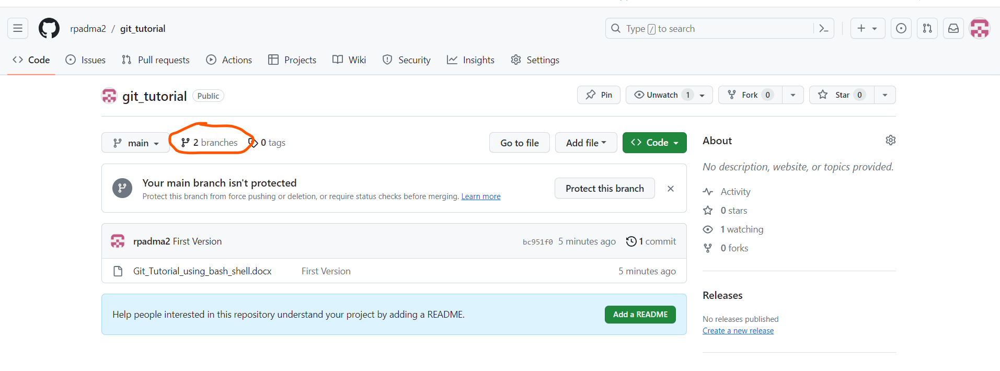 rpadma2 / git_tutorial
Type / to search
Code Issues Pull requests Actions Projects Wiki Security Insights Settings
git_tutorial Public
Pin Unwatch 1 Fork 0 Star 0
main 2 branches 0 tags
Go to file Add file Code
Your main branch isn't protected
Protect this branch from force pushing or deletion, or require status checks before merging. Learn more
Protect this branch
rpadma2 First Version bc951f0 5 minutes ago 1 commit
Git_Tutorial_using_bash_shell.docx First Version 5 minutes ago
Help people interested in this repository understand your project by adding a README.
Add a README
About
No description, website, or topics provided.
Activity
0 stars
1 watching
0 forks
Releases
No releases published
Create a new release